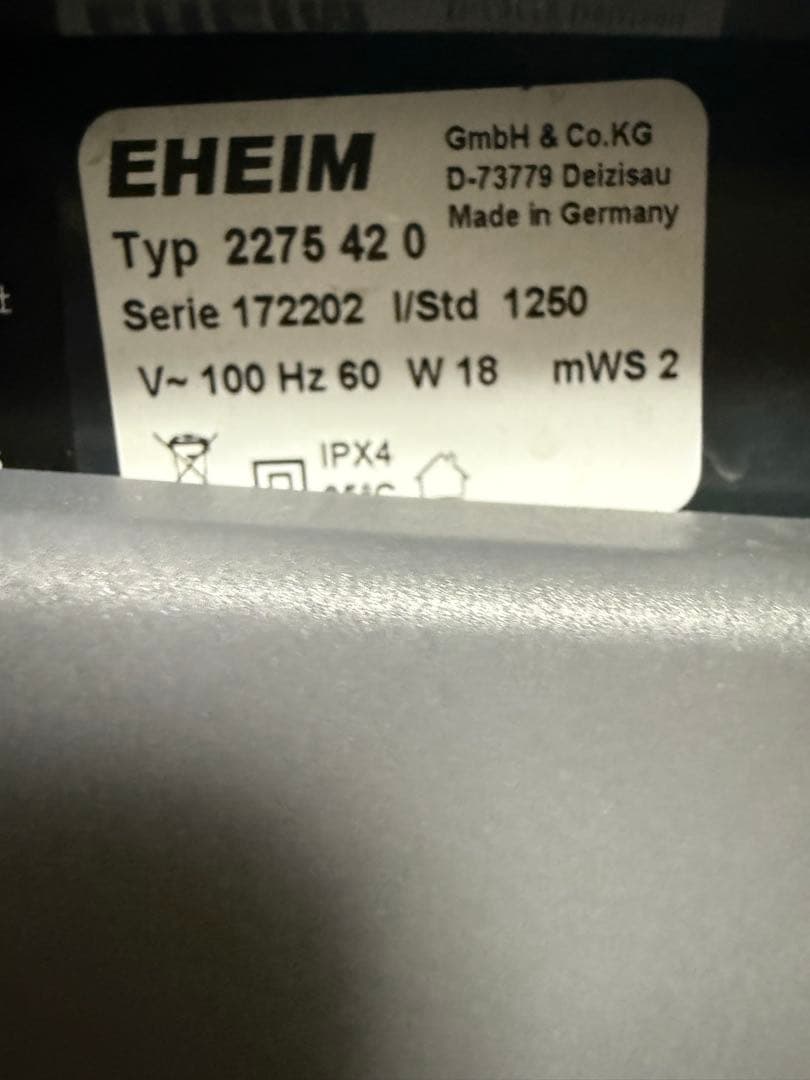 EHEIM
GmbH & Co.KG
D-73779 Deizisau
Made in Germany
Typ 2275 42 0
Serie 172202 l/Std 1250
V~ 100 Hz 60 W 18 mWS 2
IPX4